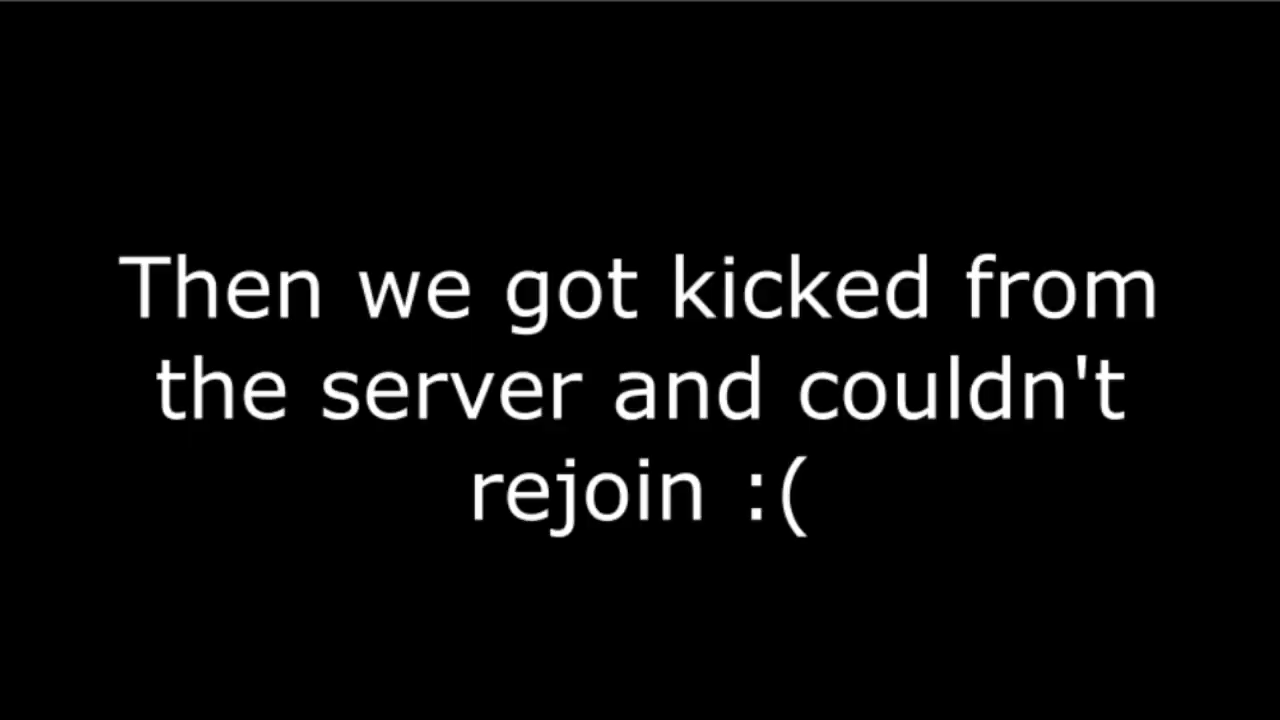 Then we got kicked from
the server and couldn't
rejoin :(